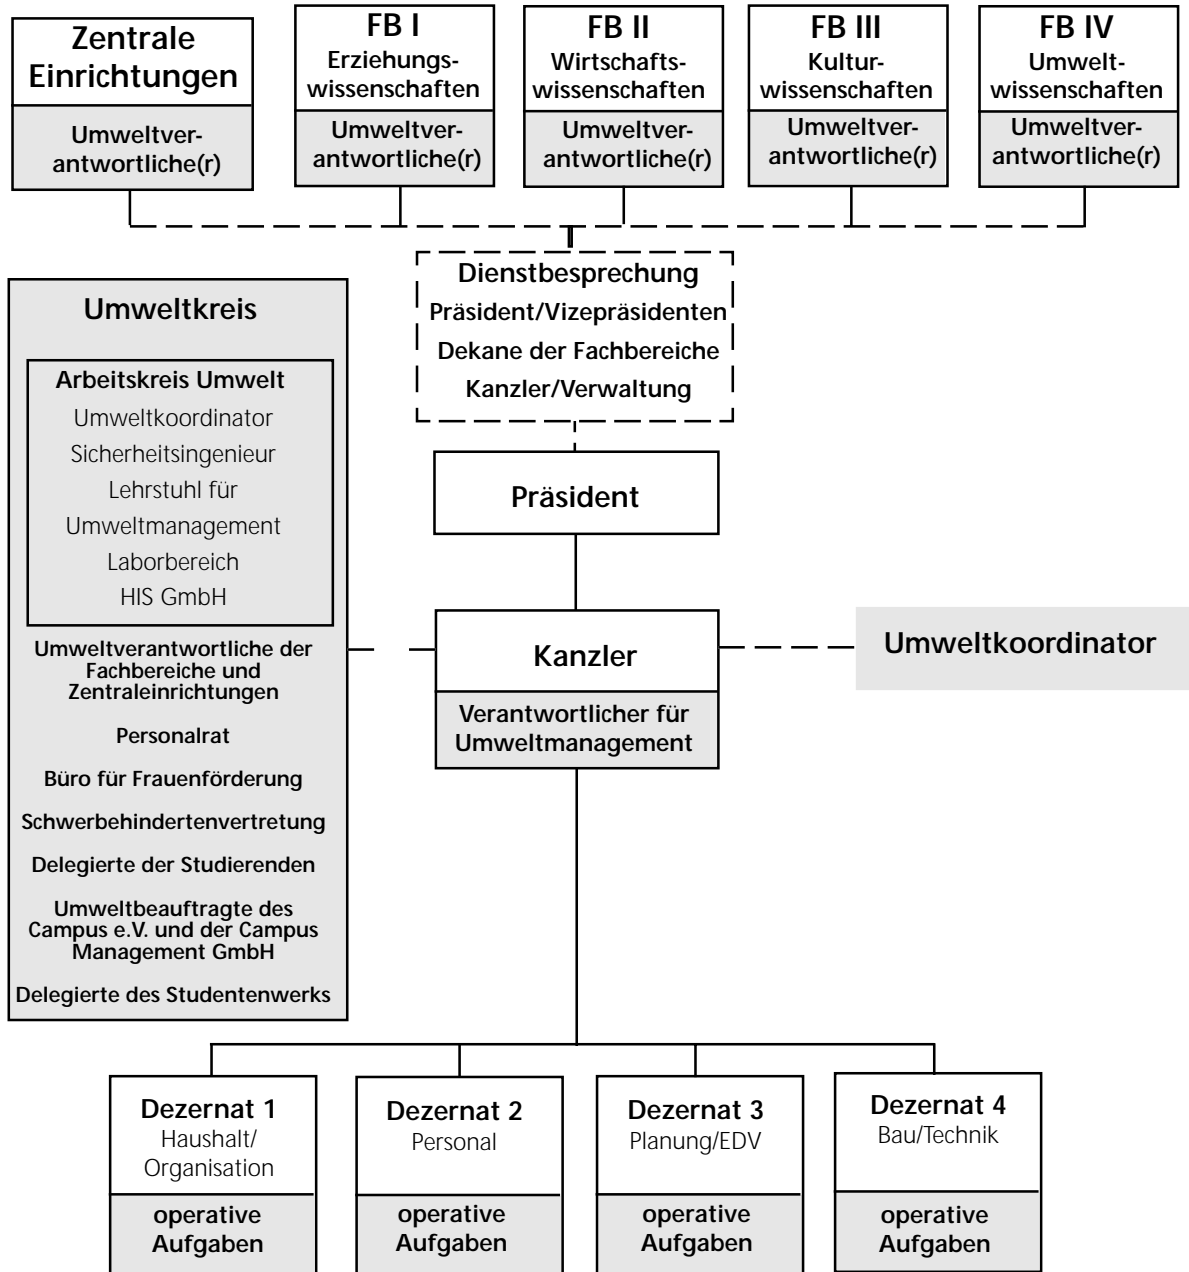 Zentrale
Einrichtungen
Umweltver-
antwortliche(r)
FB I
Erziehungs-
wissenschaften
Umweltver-
antwortliche(r)
FB II
Wirtschafts-
wissenschaften
Umweltver-
antwortliche(r)
FB III
Kultur-
wissenschaften
Umweltver-
antwortliche(r)
FB IV
Umwelt-
wissenschaften
Umweltver-
antwortliche(r)
Dienstbesprechung
Präsident/Vizepräsidenten
Dekane der Fachbereiche
Kanzler/Verwaltung
Umweltkreis
Arbeitskreis Umwelt
Umweltkoordinator
Sicherheitsingenieur
Lehrstuhl für
Umweltmanagement
Laborbereich
HIS GmbH
Umweltverantwortliche der
Fachbereiche und
Zentraleinrichtungen
Personalrat
Büro für Frauenförderung
Schwerbehindertenvertretung
Delegierte der Studierenden
Umweltbeauftragte des
Campus e.V. und der Campus
Management GmbH
Delegierte des Studentenwerks
Präsident
Kanzler
Verantwortlicher für
Umweltmanagement
Umweltkoordinator
Dezernat 1
Haushalt/
Organisation
operative
Aufgaben
Dezernat 2
Personal
operative
Aufgaben
Dezernat 3
Planung/EDV
operative
Aufgaben
Dezernat 4
Bau/Technik
operative
Aufgaben